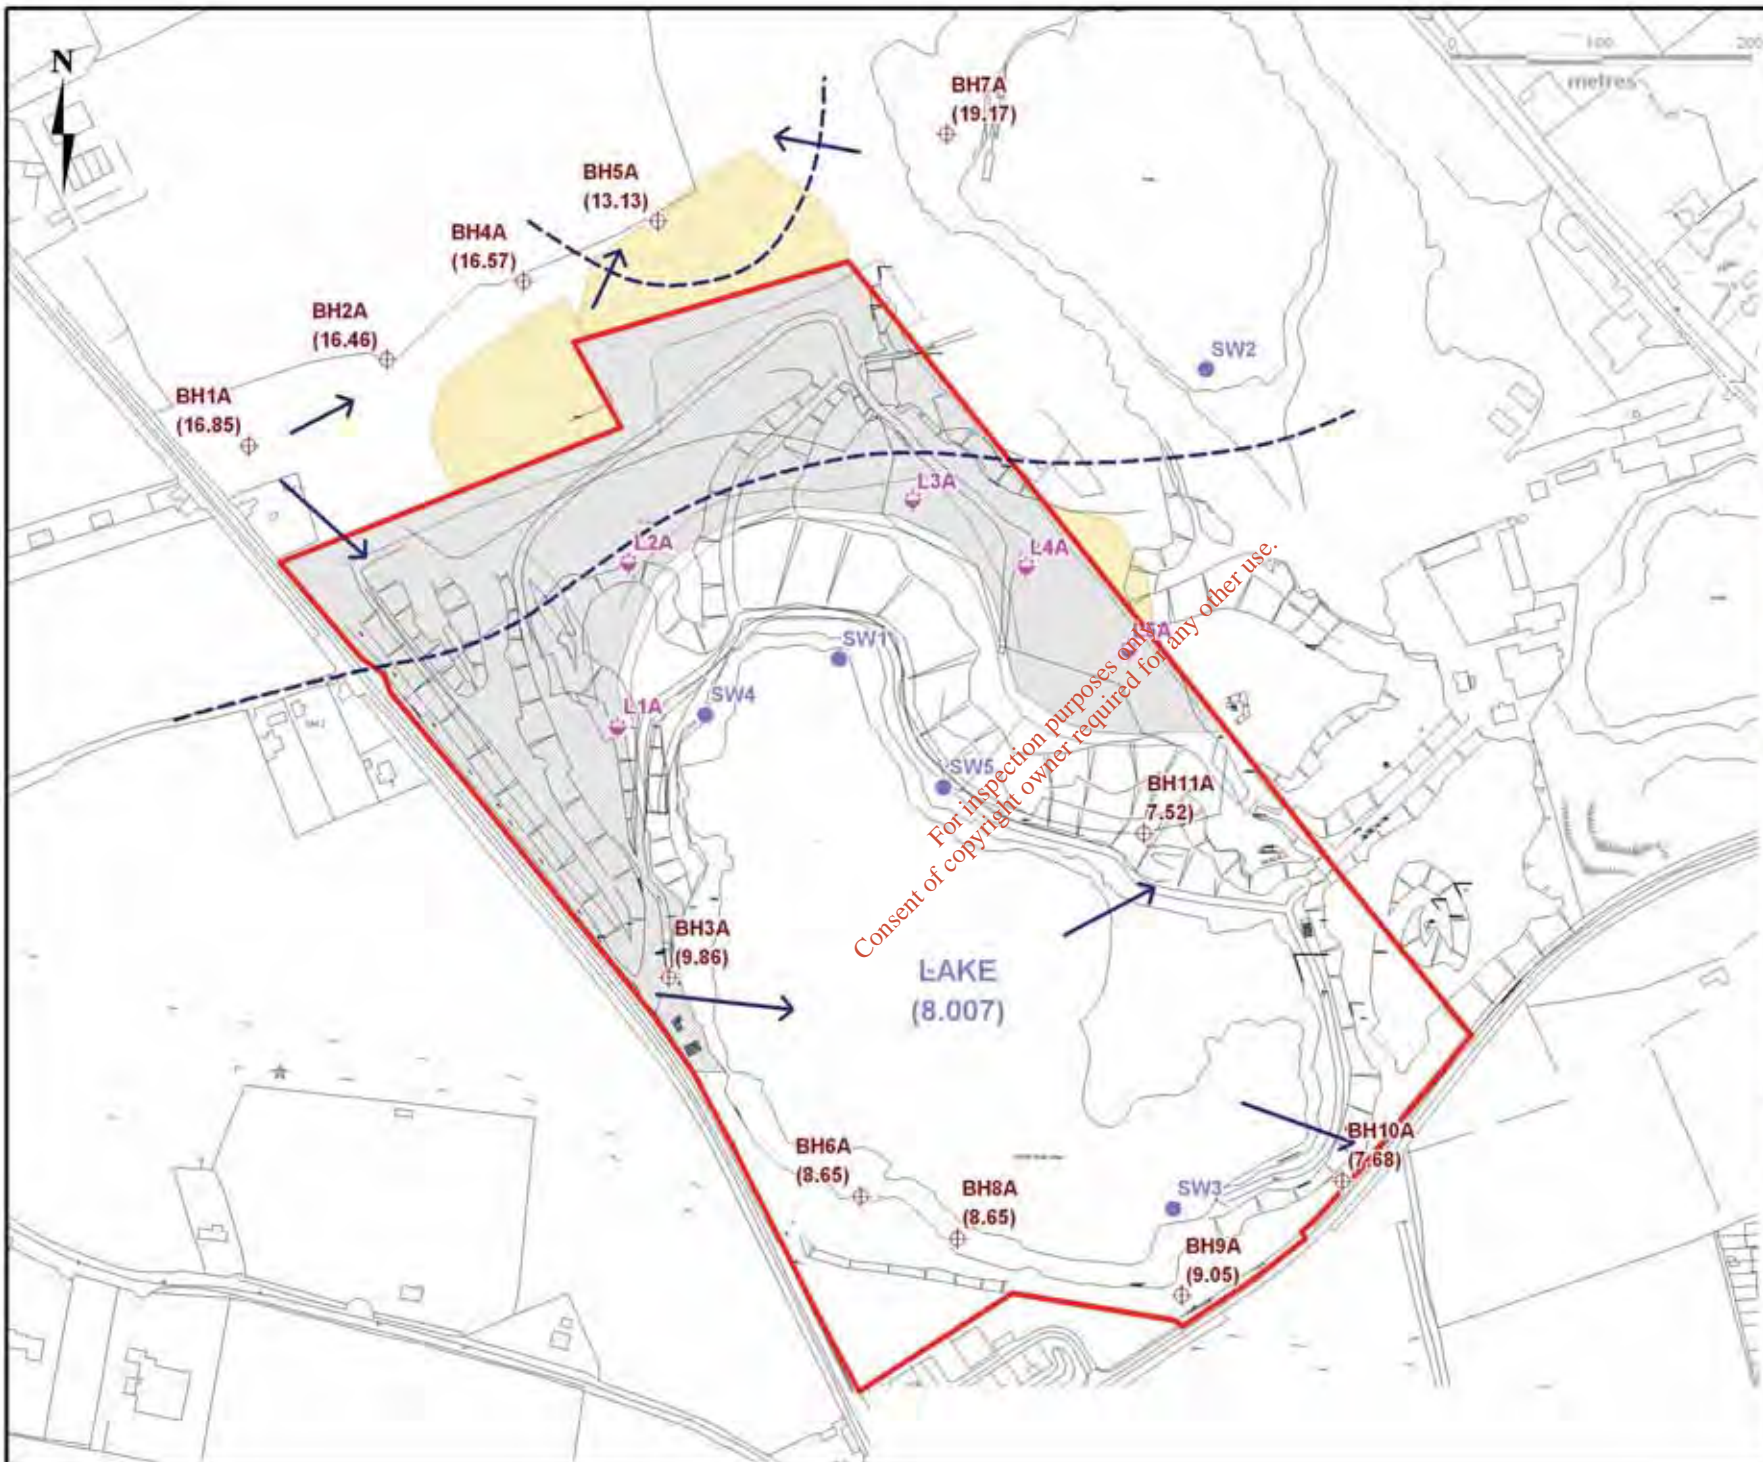 N
0 100 200
metres
BH7A
(19.17)
BH5A
(13.13)
BH4A
(16.57)
BH2A
(16.46)
BH1A
(16.85)
SW2
L3A
L2A
L4A
L5A
SW1
SW4
L1A
SW5
BH11A
7.52)
For inspection purposes only.
Consent of copyright owner required for any other use.
BH3A
(9.86)
LAKE
(8.007)
BH10A
(7.68)
BH6A
(8.65)
BH8A
(8.65)
SW3
BH9A
(9.05)